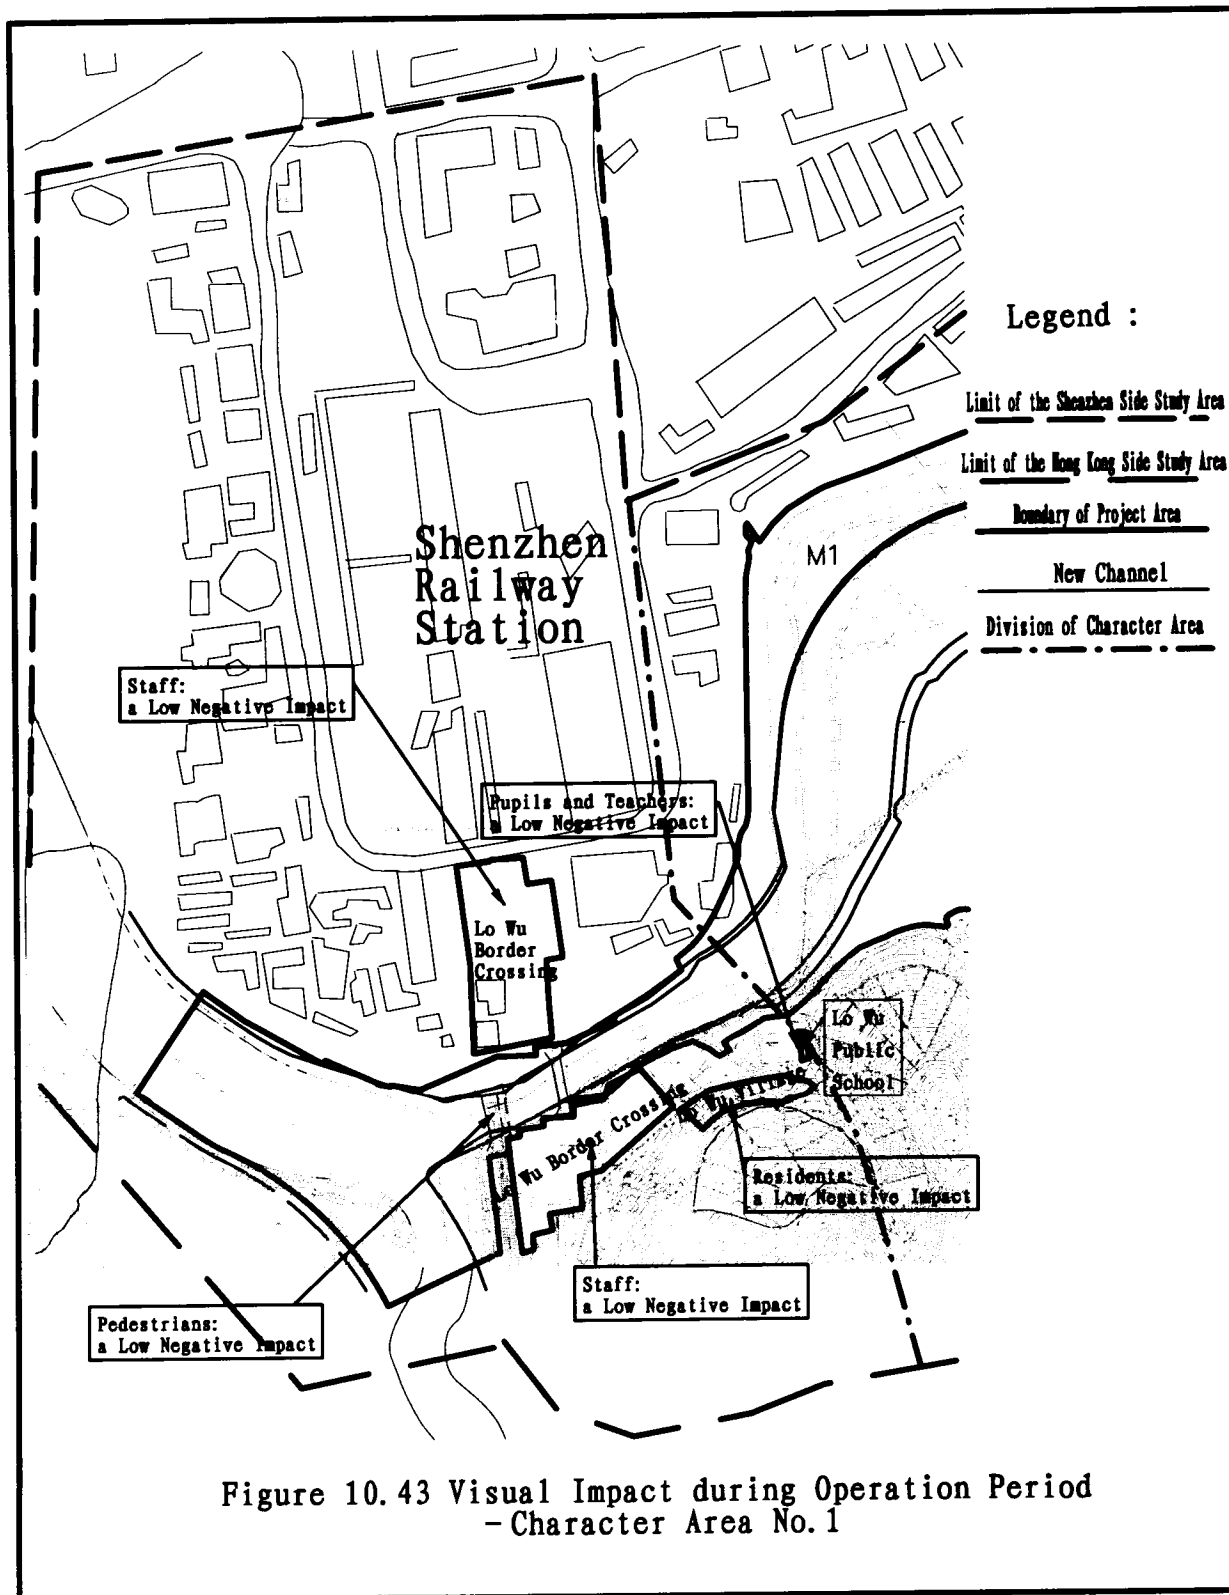 Legend :
Limit of the Shenzhen Side Study Area
Limit of the Hong Kong Side Study Area
Boundary of Project Area
New Channel
Division of Character Area
M1
Shenzhen
Railway
Station
Staff:
a Low Negative Impact
Pupils and Teachers:
a Low Negative Impact
Lo Wu
Border
Crossing
Lo Wu
Public
School
Lo Wu Village
Lo Wu Border Crossing
Residents:
a Low Negative Impact
Staff:
a Low Negative Impact
Pedestrians:
a Low Negative Impact
Figure 10.43 Visual Impact during Operation Period
-Character Area No.1